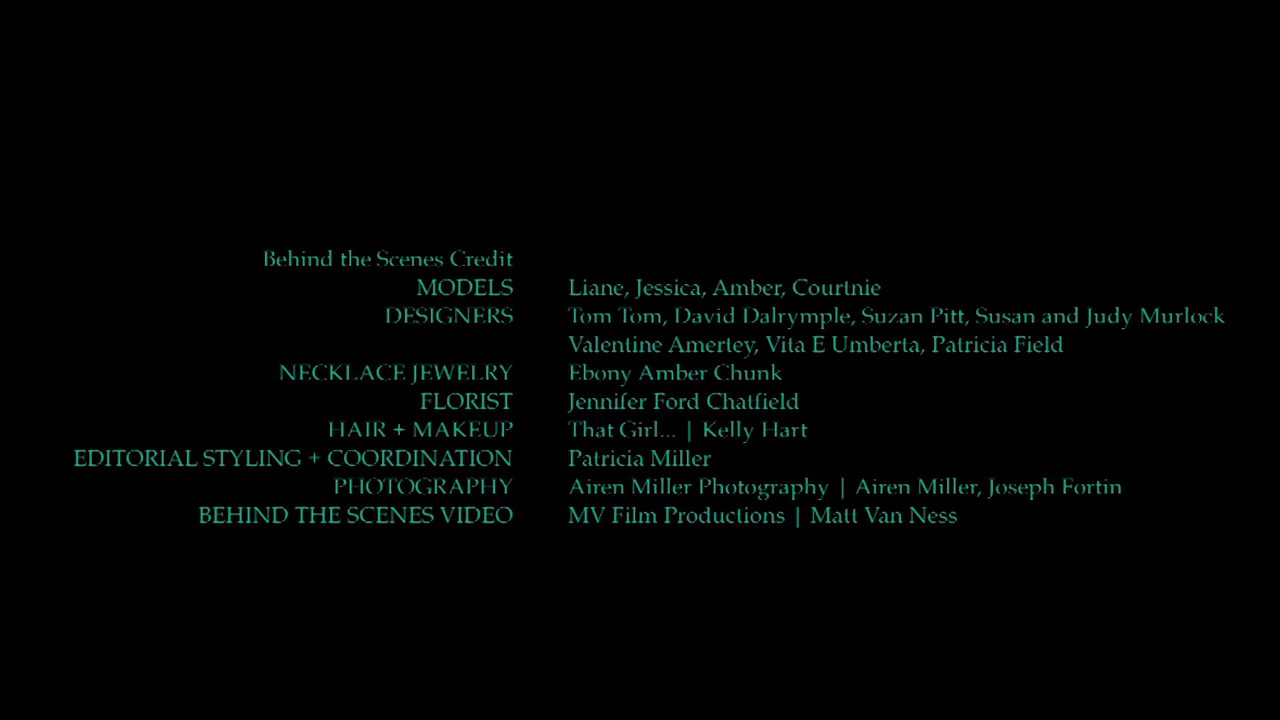 Behind the Scenes Credit
MODELS Liane, Jessica, Amber, Courtnie
DESIGNERS Tom Tom, David Dalrymple, Suzan Pitt, Susan and Judy Murlock
Valentine Amertey, Vita E Umberta, Patricia Field
NECKLACE JEWELRY Ebony Amber Chunk
FLORIST Jennifer Ford Chatfield
HAIR + MAKEUP That Girl... | Kelly Hart
EDITORIAL STYLING + COORDINATION Patricia Miller
PHOTOGRAPHY Airen Miller Photography | Airen Miller, Joseph Fortin
BEHIND THE SCENES VIDEO MV Film Productions | Matt Van Ness